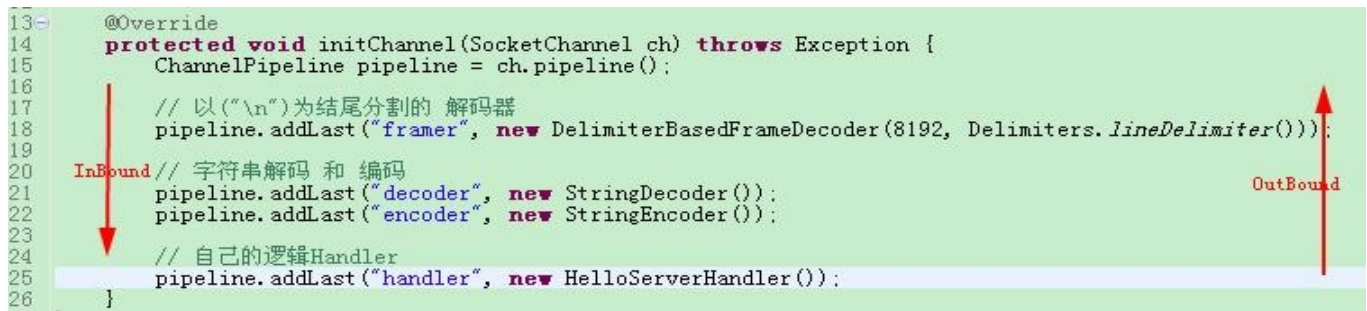 13 @Override
14 protected void initChannel(SocketChannel ch) throws Exception {
15 ChannelPipeline pipeline = ch.pipeline();
16
17 // 以("\n")为结尾分割的 解码器
18 pipeline.addLast("framer", new DelimiterBasedFrameDecoder(8192, Delimiters.lineDelimiter()));
19
20 InBound // 字符串解码 和 编码
21 pipeline.addLast("decoder", new StringDecoder());
OutBound
22 pipeline.addLast("encoder", new StringEncoder());
23
24 // 自己的逻辑Handler
25 pipeline.addLast("handler", new HelloServerHandler());
26 }